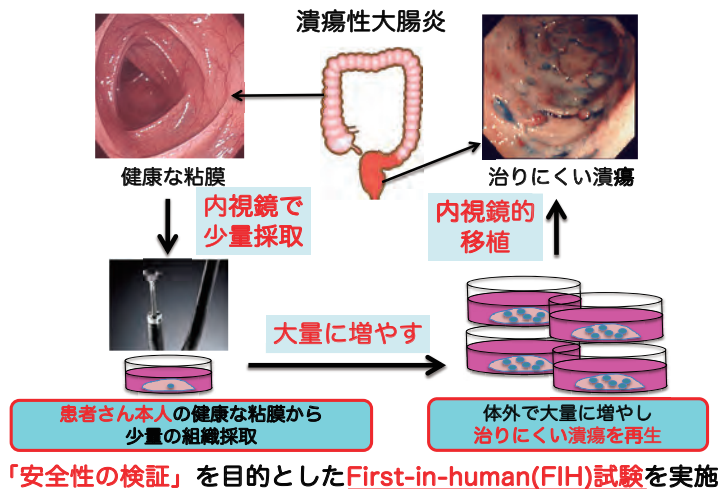 潰瘍性大腸炎
健康な粘膜
治りにくい潰瘍
内視鏡で
少量採取
内視鏡的
移植
大量に増やす
患者さん本人の健康な粘膜から
少量の組織採取
体外で大量に増やし
治りにくい潰瘍を再生
「安全性の検証」を目的としたFirst-in-human(FIH)試験を実施